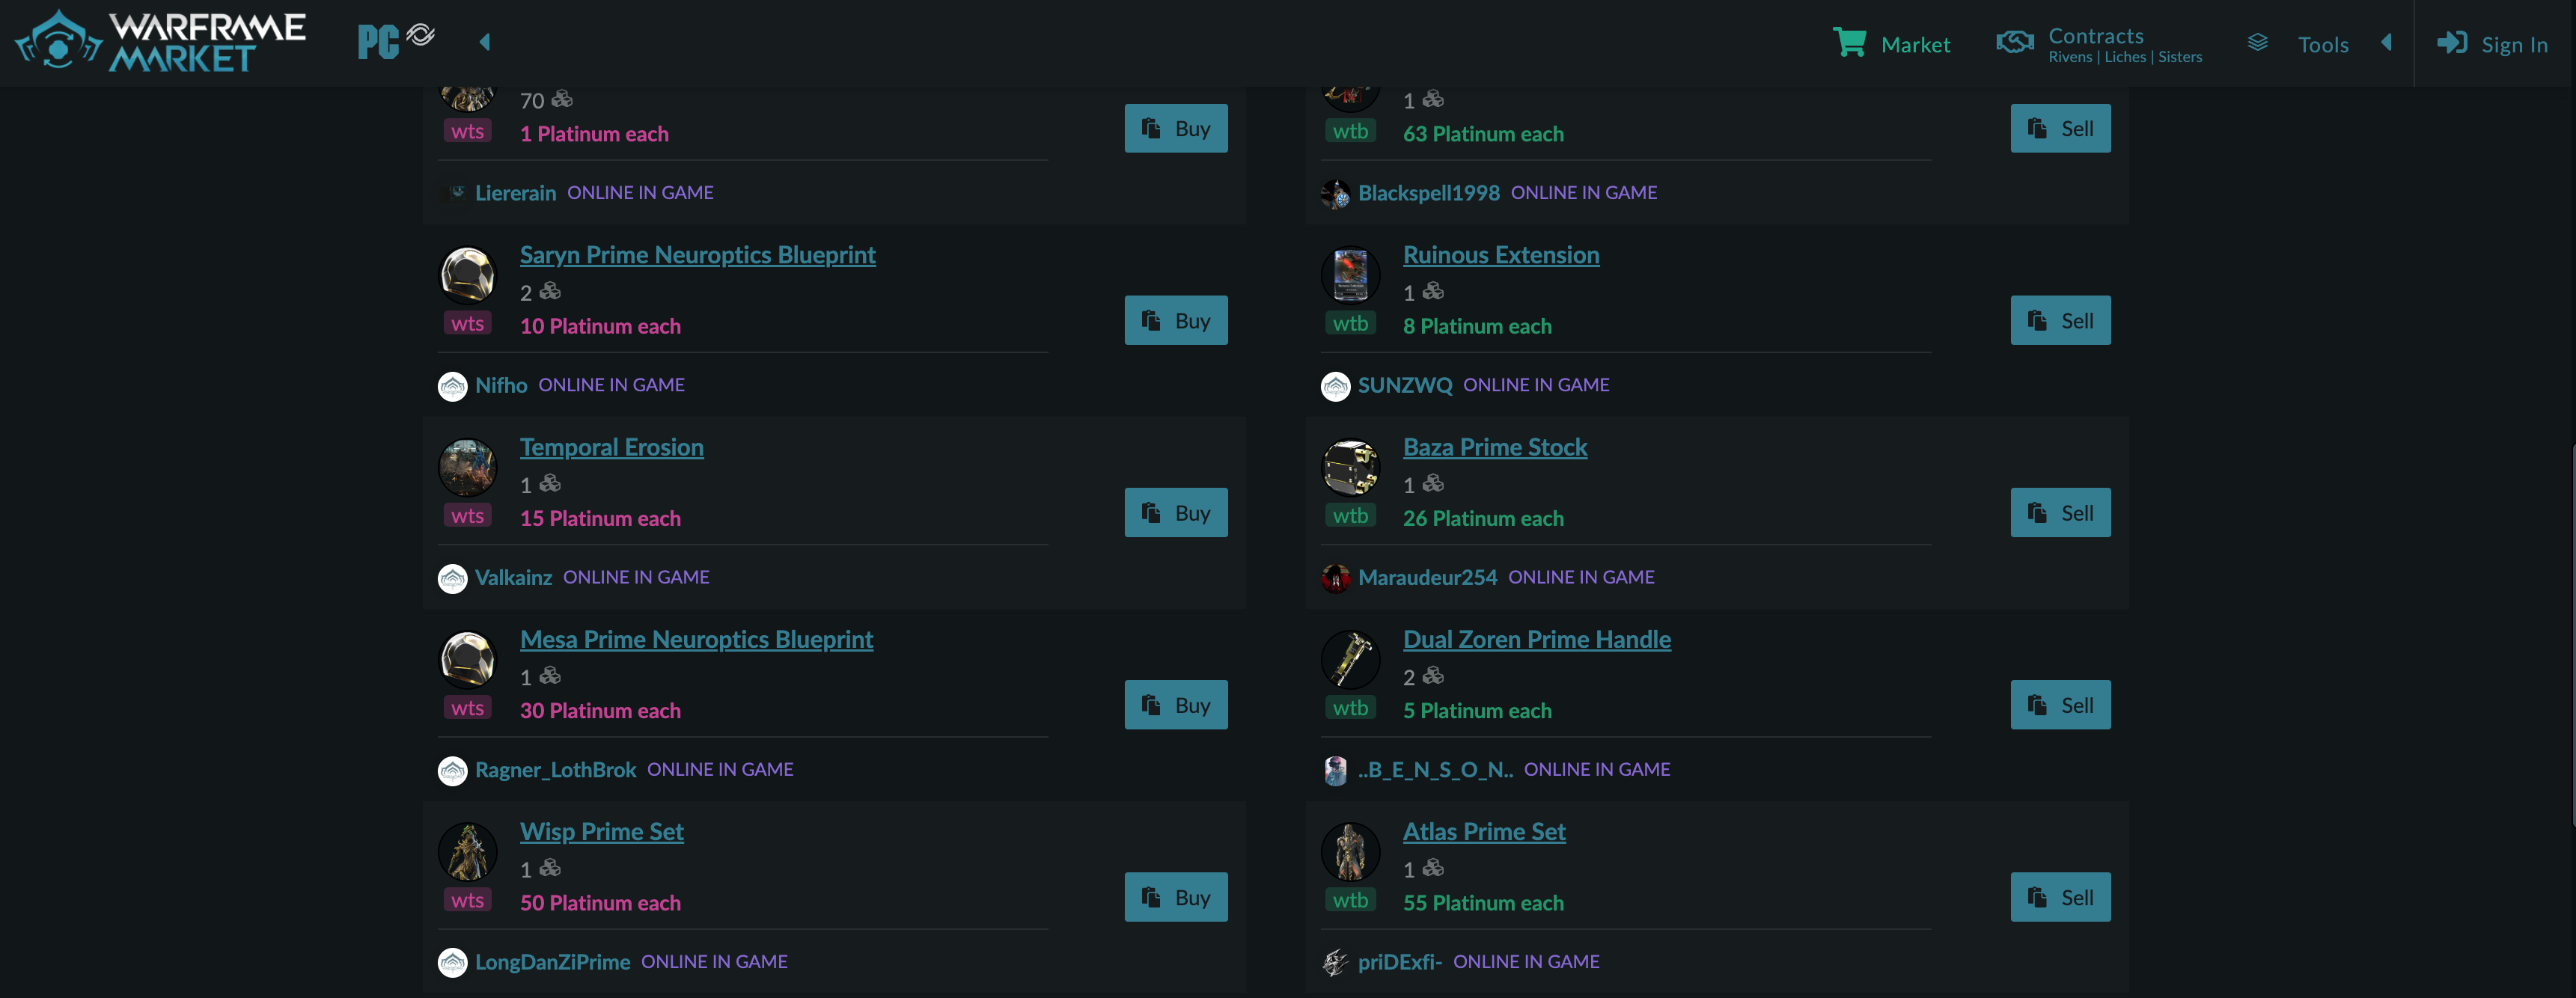 WARFRAME
MARKET
PC
Market
Contracts
Rivens | Liches | Sisters
Tools
Sign In
70
wts
1 Platinum each
Buy
Liererain ONLINE IN GAME
Saryn Prime Neuroptics Blueprint
2
wts
10 Platinum each
Buy
Nifho ONLINE IN GAME
Temporal Erosion
1
wts
15 Platinum each
Buy
Valkainz ONLINE IN GAME
Mesa Prime Neuroptics Blueprint
1
wts
30 Platinum each
Buy
Ragner_LothBrok ONLINE IN GAME
Wisp Prime Set
1
wts
50 Platinum each
Buy
LongDanZiPrime ONLINE IN GAME
1
wtb
63 Platinum each
Sell
Blackspell1998 ONLINE IN GAME
Ruinous Extension
1
wtb
8 Platinum each
Sell
SUNZWQ ONLINE IN GAME
Baza Prime Stock
1
wtb
26 Platinum each
Sell
Maraudeur254 ONLINE IN GAME
Dual Zoren Prime Handle
2
wtb
5 Platinum each
Sell
..B_E_N_S_O_N.. ONLINE IN GAME
Atlas Prime Set
1
wtb
55 Platinum each
Sell
priDExfi- ONLINE IN GAME